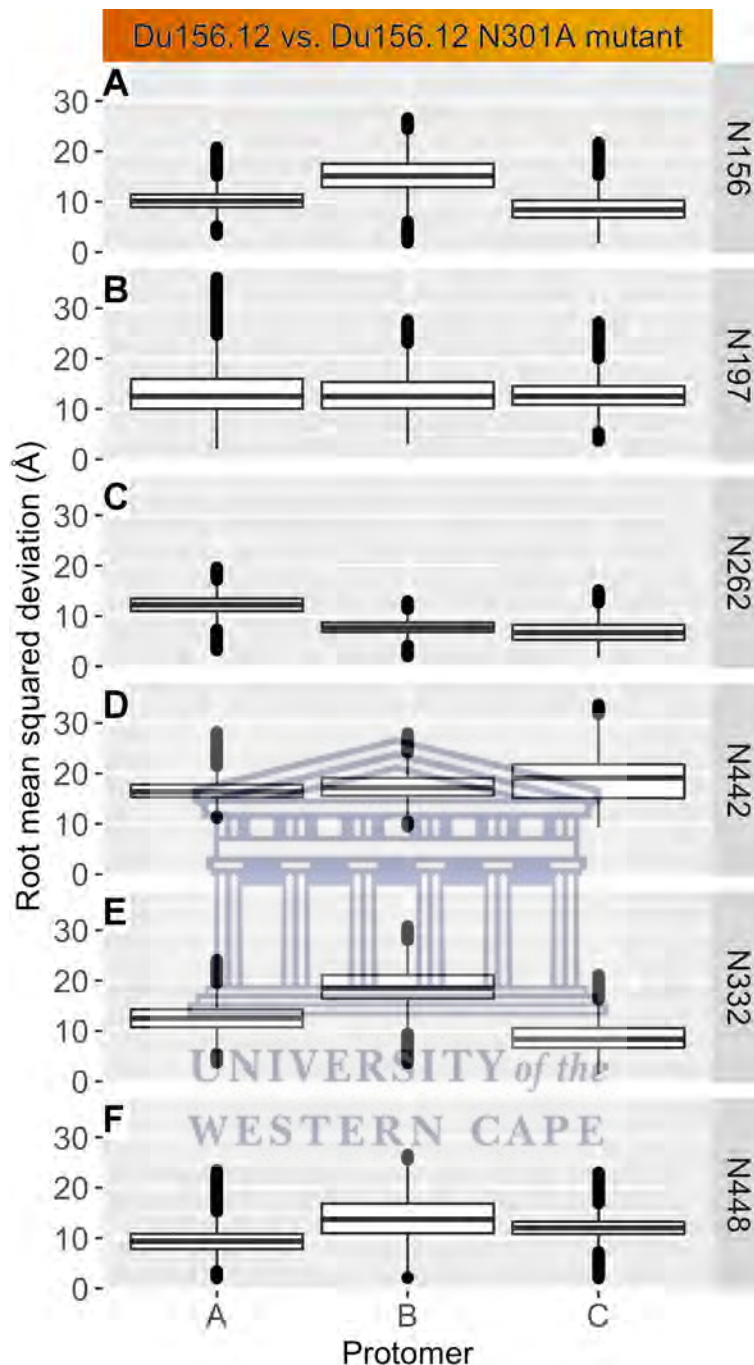 Du156.12 vs. Du156.12 N301A mutant
Root mean squared deviation (Å)
A
30
20
10
0
N156
B
30
20
10
0
N197
C
30
20
10
0
N262
D
30
20
10
0
N442
E
30
20
10
0
N332
UNIVERSITY of the
WESTERN CAPE
F
30
20
10
0
N448
A B C
Protomer